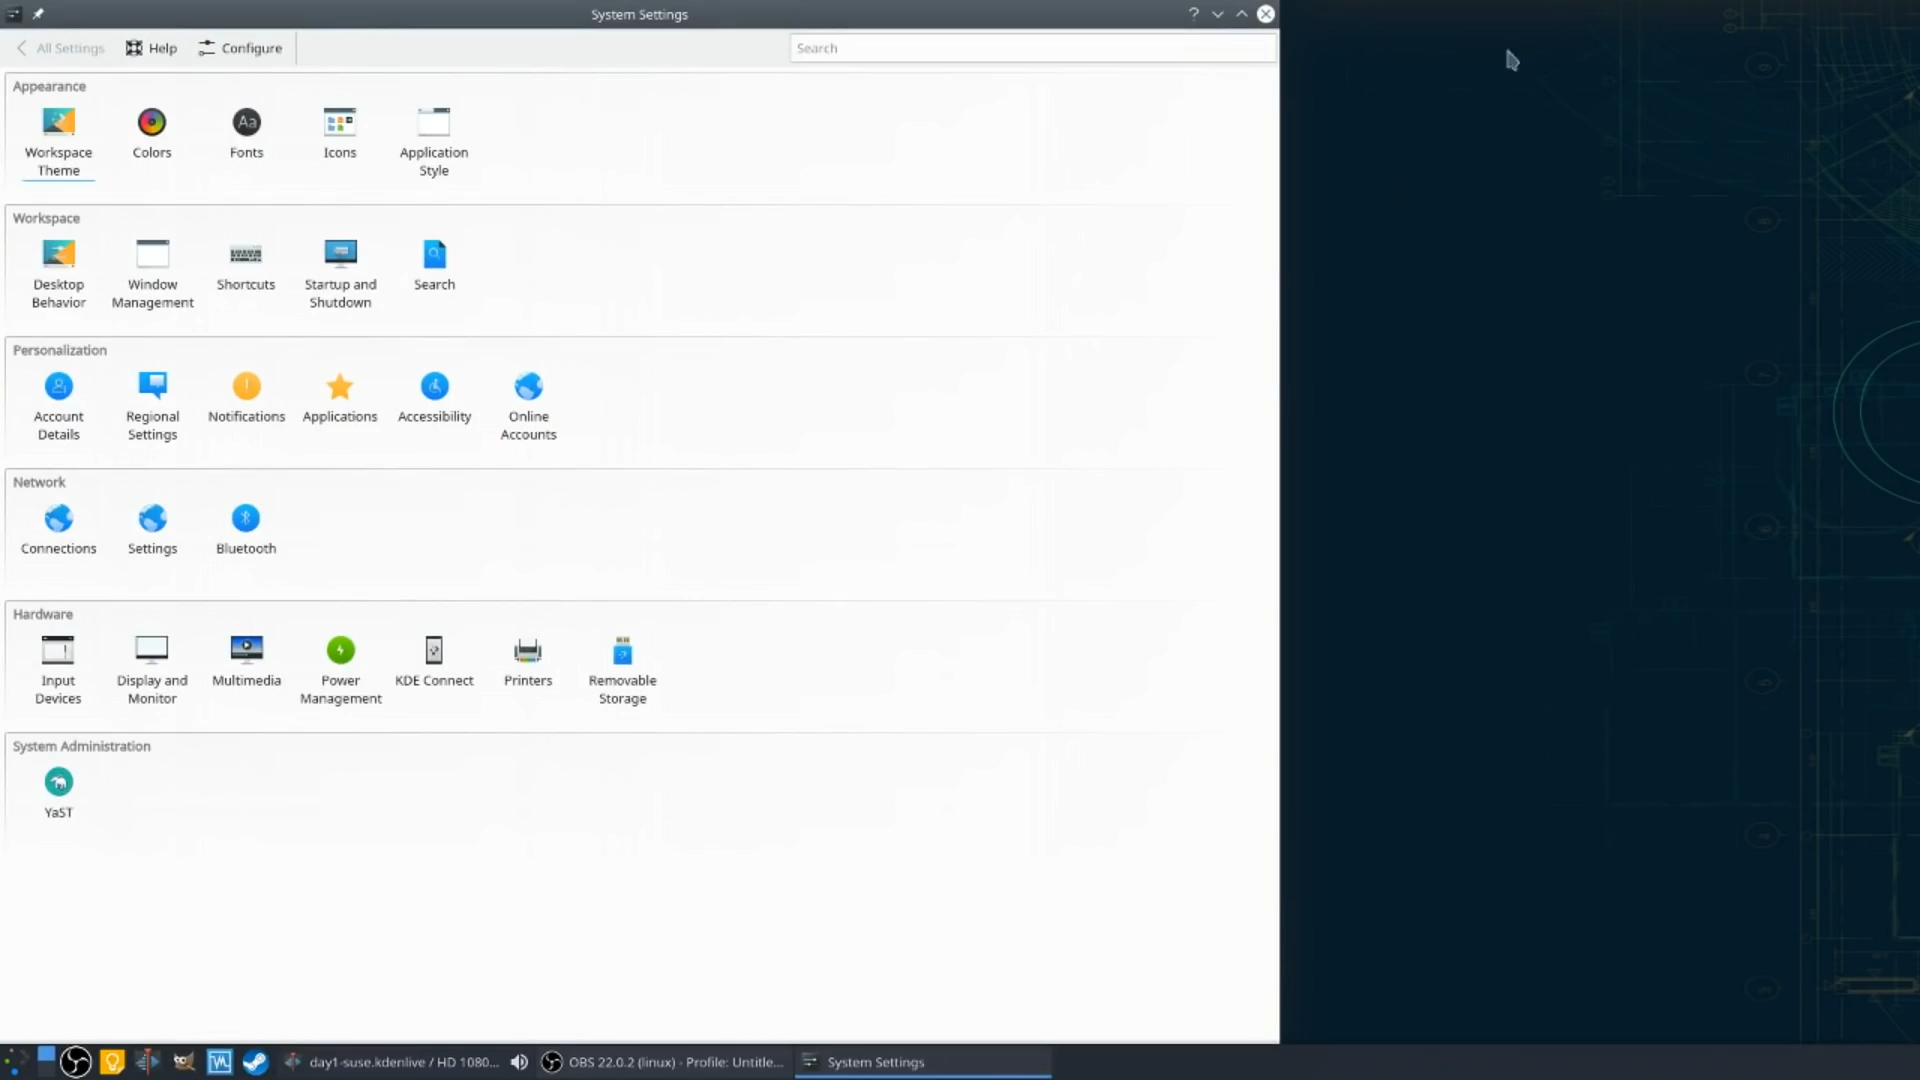 System Settings
?
All Settings Help Configure Search
Appearance
Workspace Theme
Colors
Aa
Fonts
Icons
Application Style
Workspace
Desktop Behavior
Window Management
Shortcuts
Startup and Shutdown
Search
Personalization
Account Details
Regional Settings
!
Notifications
Applications
Accessibility
Online Accounts
Network
Connections
Settings
Bluetooth
Hardware
Input Devices
Display and Monitor
Multimedia
Power Management
KDE Connect
Printers
Removable Storage
System Administration
YaST
day1-suse.kdenlive / HD 1080... OBS 22.0.2 (linux) - Profile: Untitle... System Settings